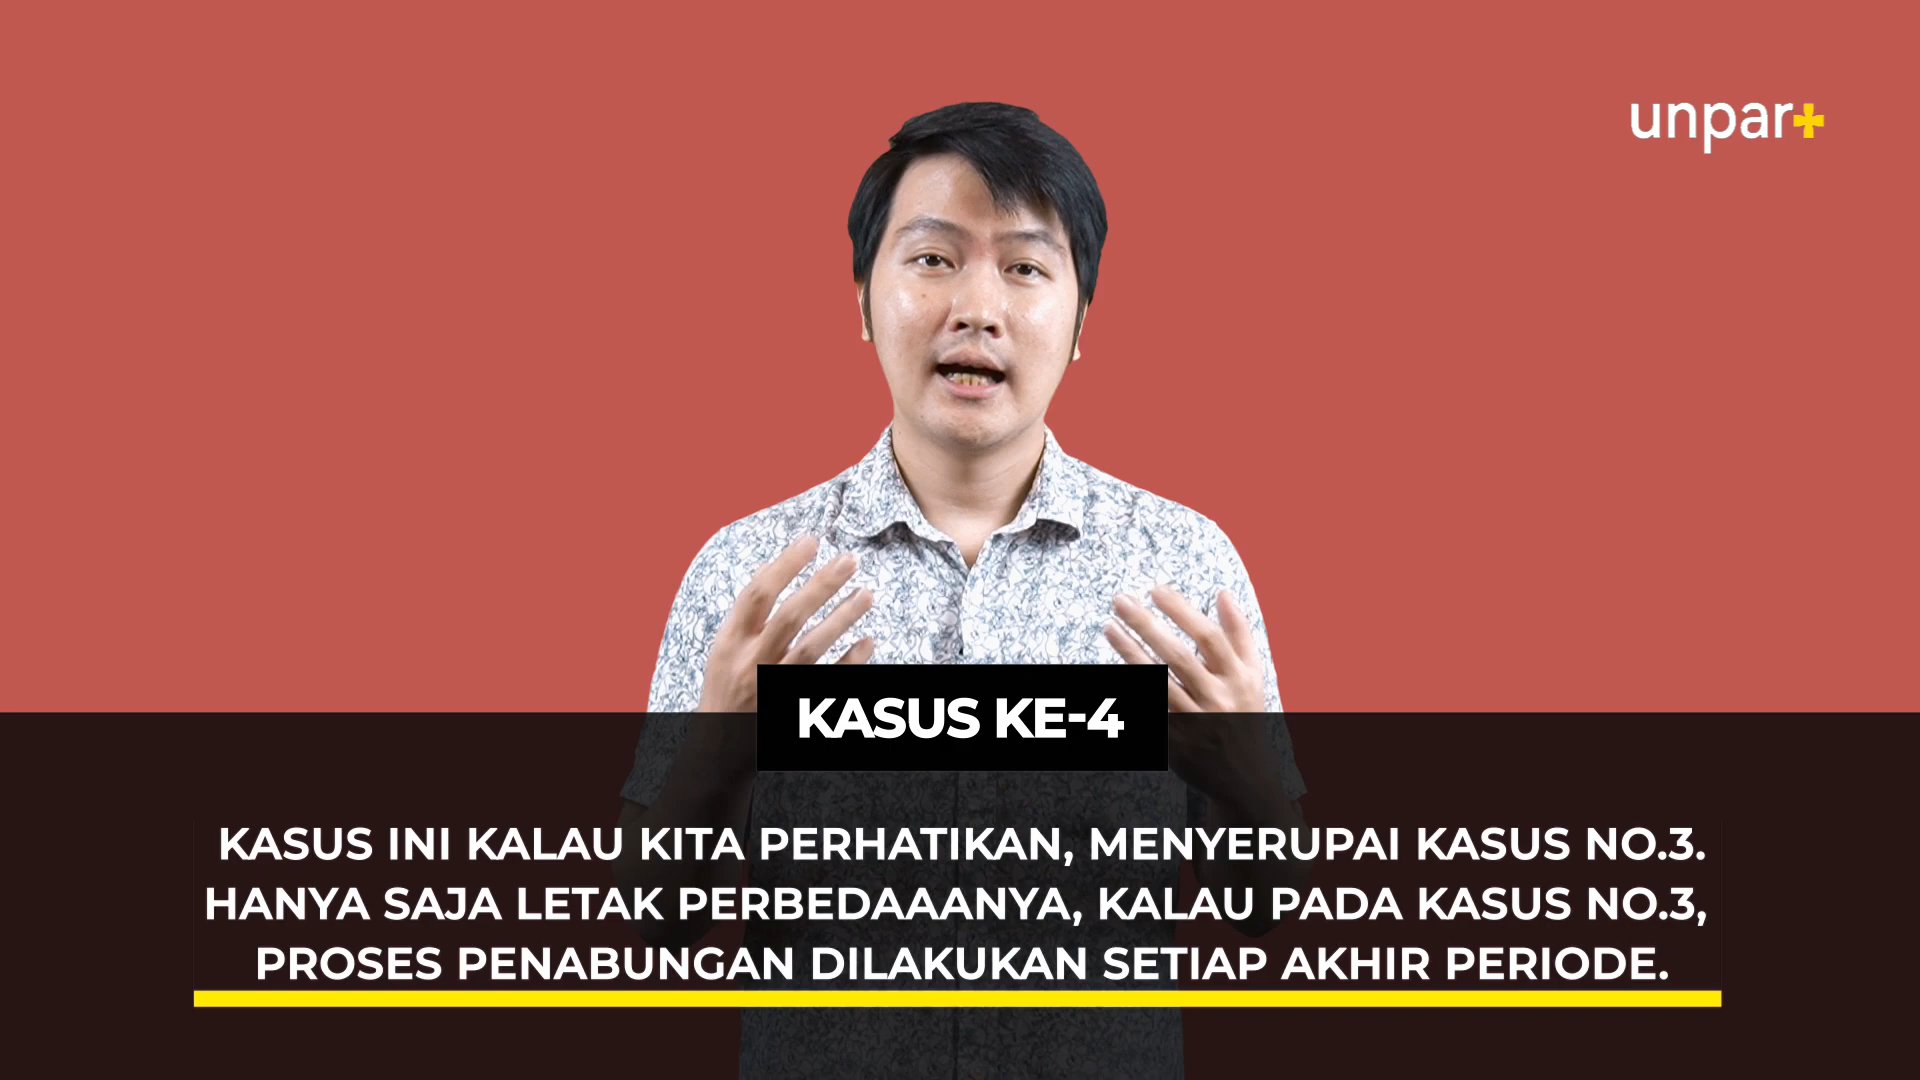 unpar+
KASUS KE-4
KASUS INI KALAU KITA PERHATIKAN, MENYERUPAI KASUS NO.3.
HANYA SAJA LETAK PERBEDAAANYA, KALAU PADA KASUS NO.3,
PROSES PENABUNGAN DILAKUKAN SETIAP AKHIR PERIODE.